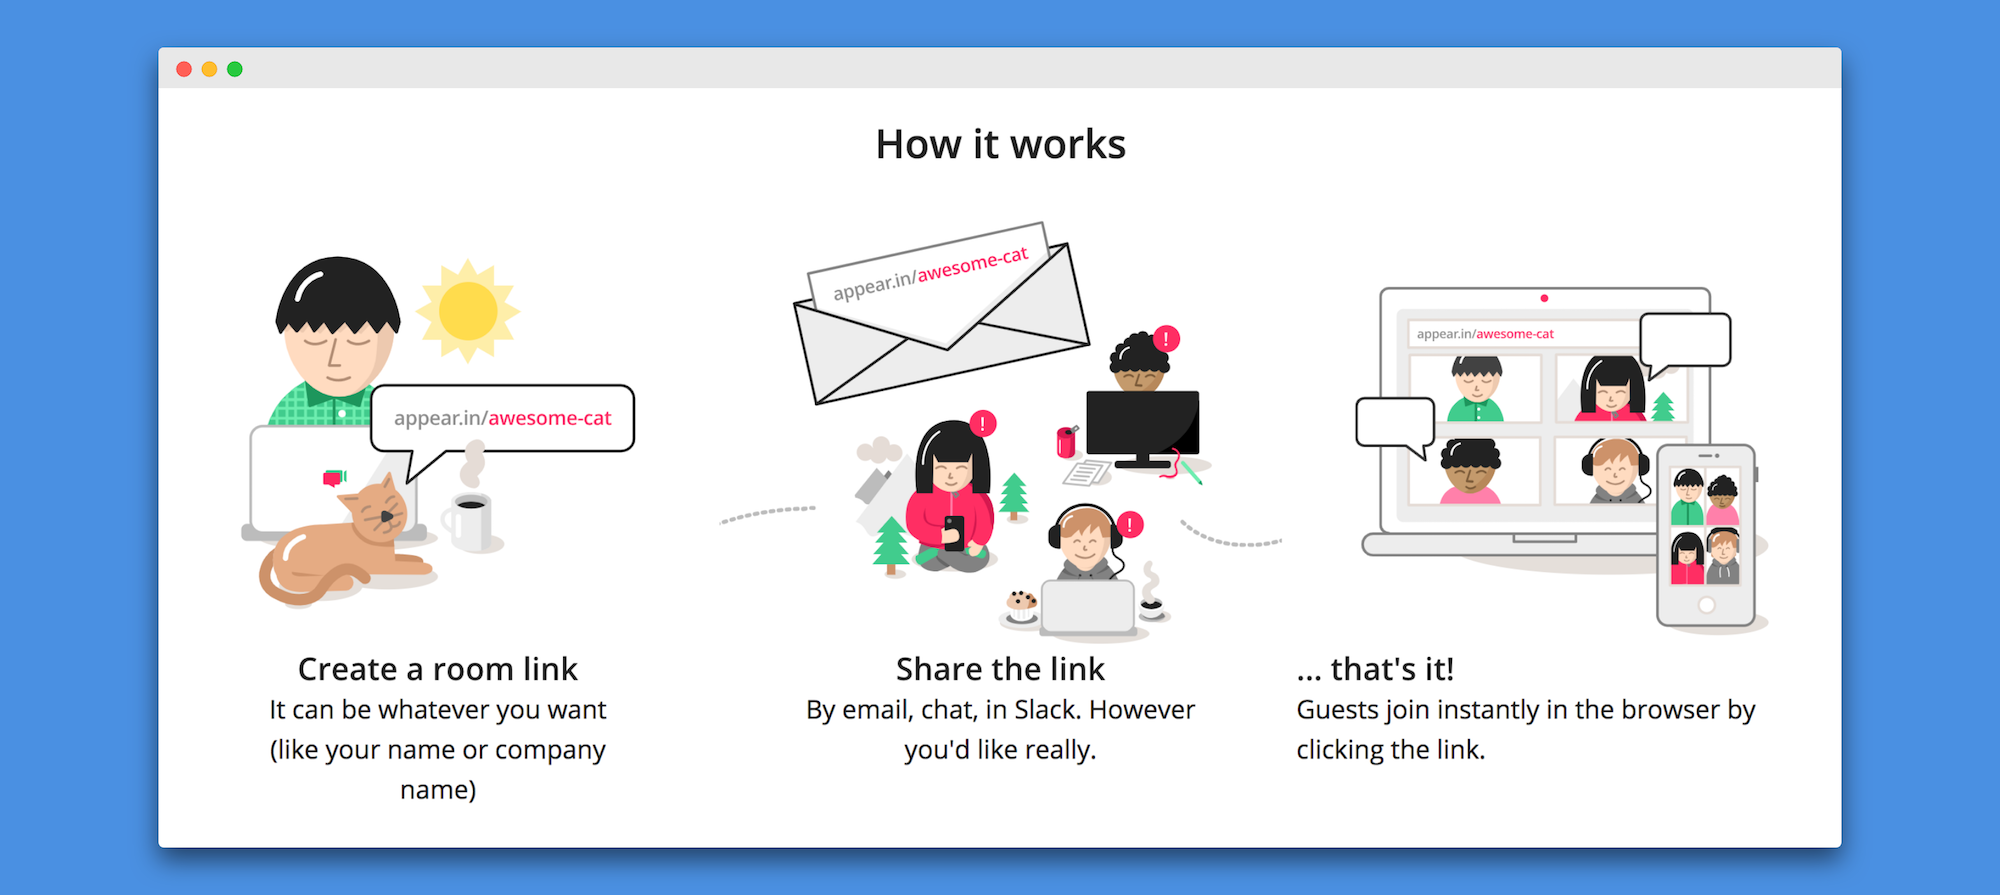 How it works
appear.in/awesome-cat
Create a room link
It can be whatever you want
(like your name or company
name)
appear.in/awesome-cat
!
!
!
Share the link
By email, chat, in Slack. However
you'd like really.
appear.in/awesome-cat
... that's it!
Guests join instantly in the browser by
clicking the link.